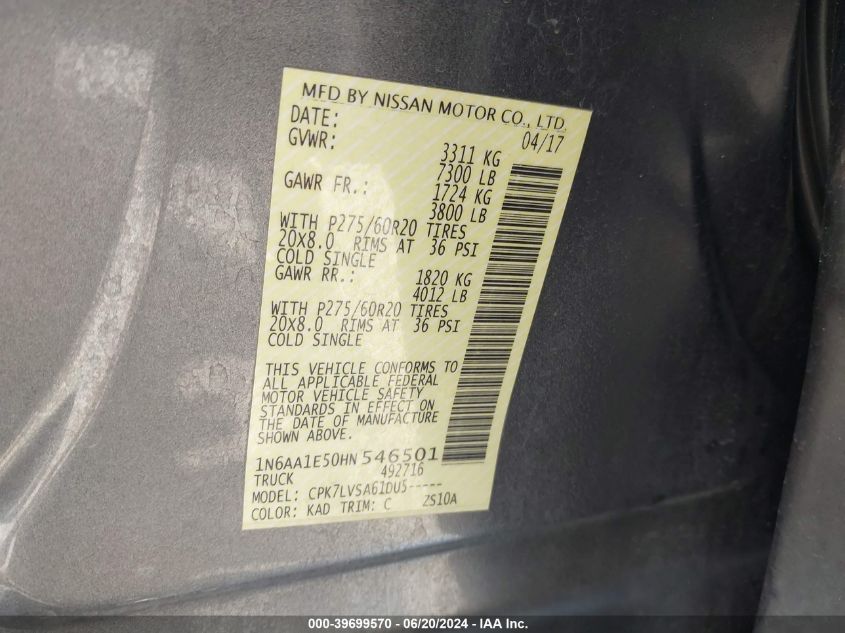 MFD BY NISSAN MOTOR CO., LTD.
DATE: 04/17
GVWR: 3311 KG
7300 LB
GAWR FR.: 1724 KG
3800 LB
WITH P275/60R20 TIRES
20X8.0 RIMS AT 36 PSI
COLD SINGLE
GAWR RR.: 1820 KG
4012 LB
WITH P275/60R20 TIRES
20X8.0 RIMS AT 36 PSI
COLD SINGLE
THIS VEHICLE CONFORMS TO
ALL APPLICABLE FEDERAL
MOTOR VEHICLE SAFETY
STANDARDS IN EFFECT ON
THE DATE OF MANUFACTURE
SHOWN ABOVE.
1N6AA1E50HN546501
TRUCK 492716
MODEL: CPK7LVSA61DU5-----
COLOR: KAD TRIM: C ZS10A
000-39699570 - 06/20/2024 - IAA Inc.